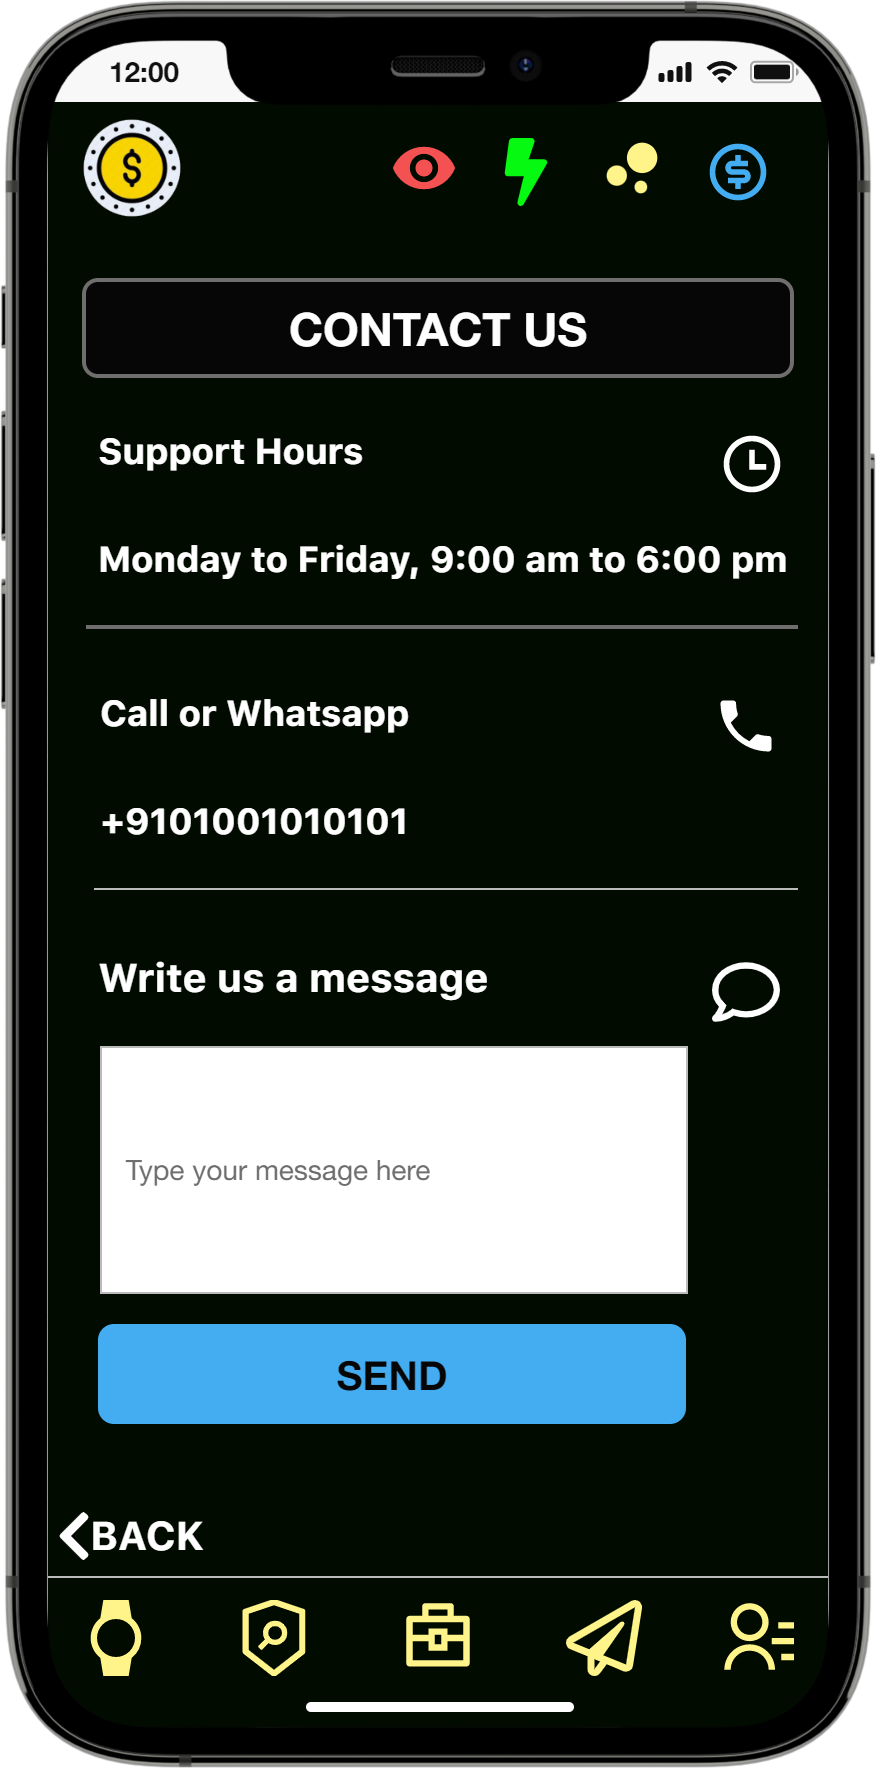 12:00
CONTACT US
Support Hours
Monday to Friday, 9:00 am to 6:00 pm
Call or Whatsapp
+9101001010101
Write us a message
Type your message here
SEND
BACK